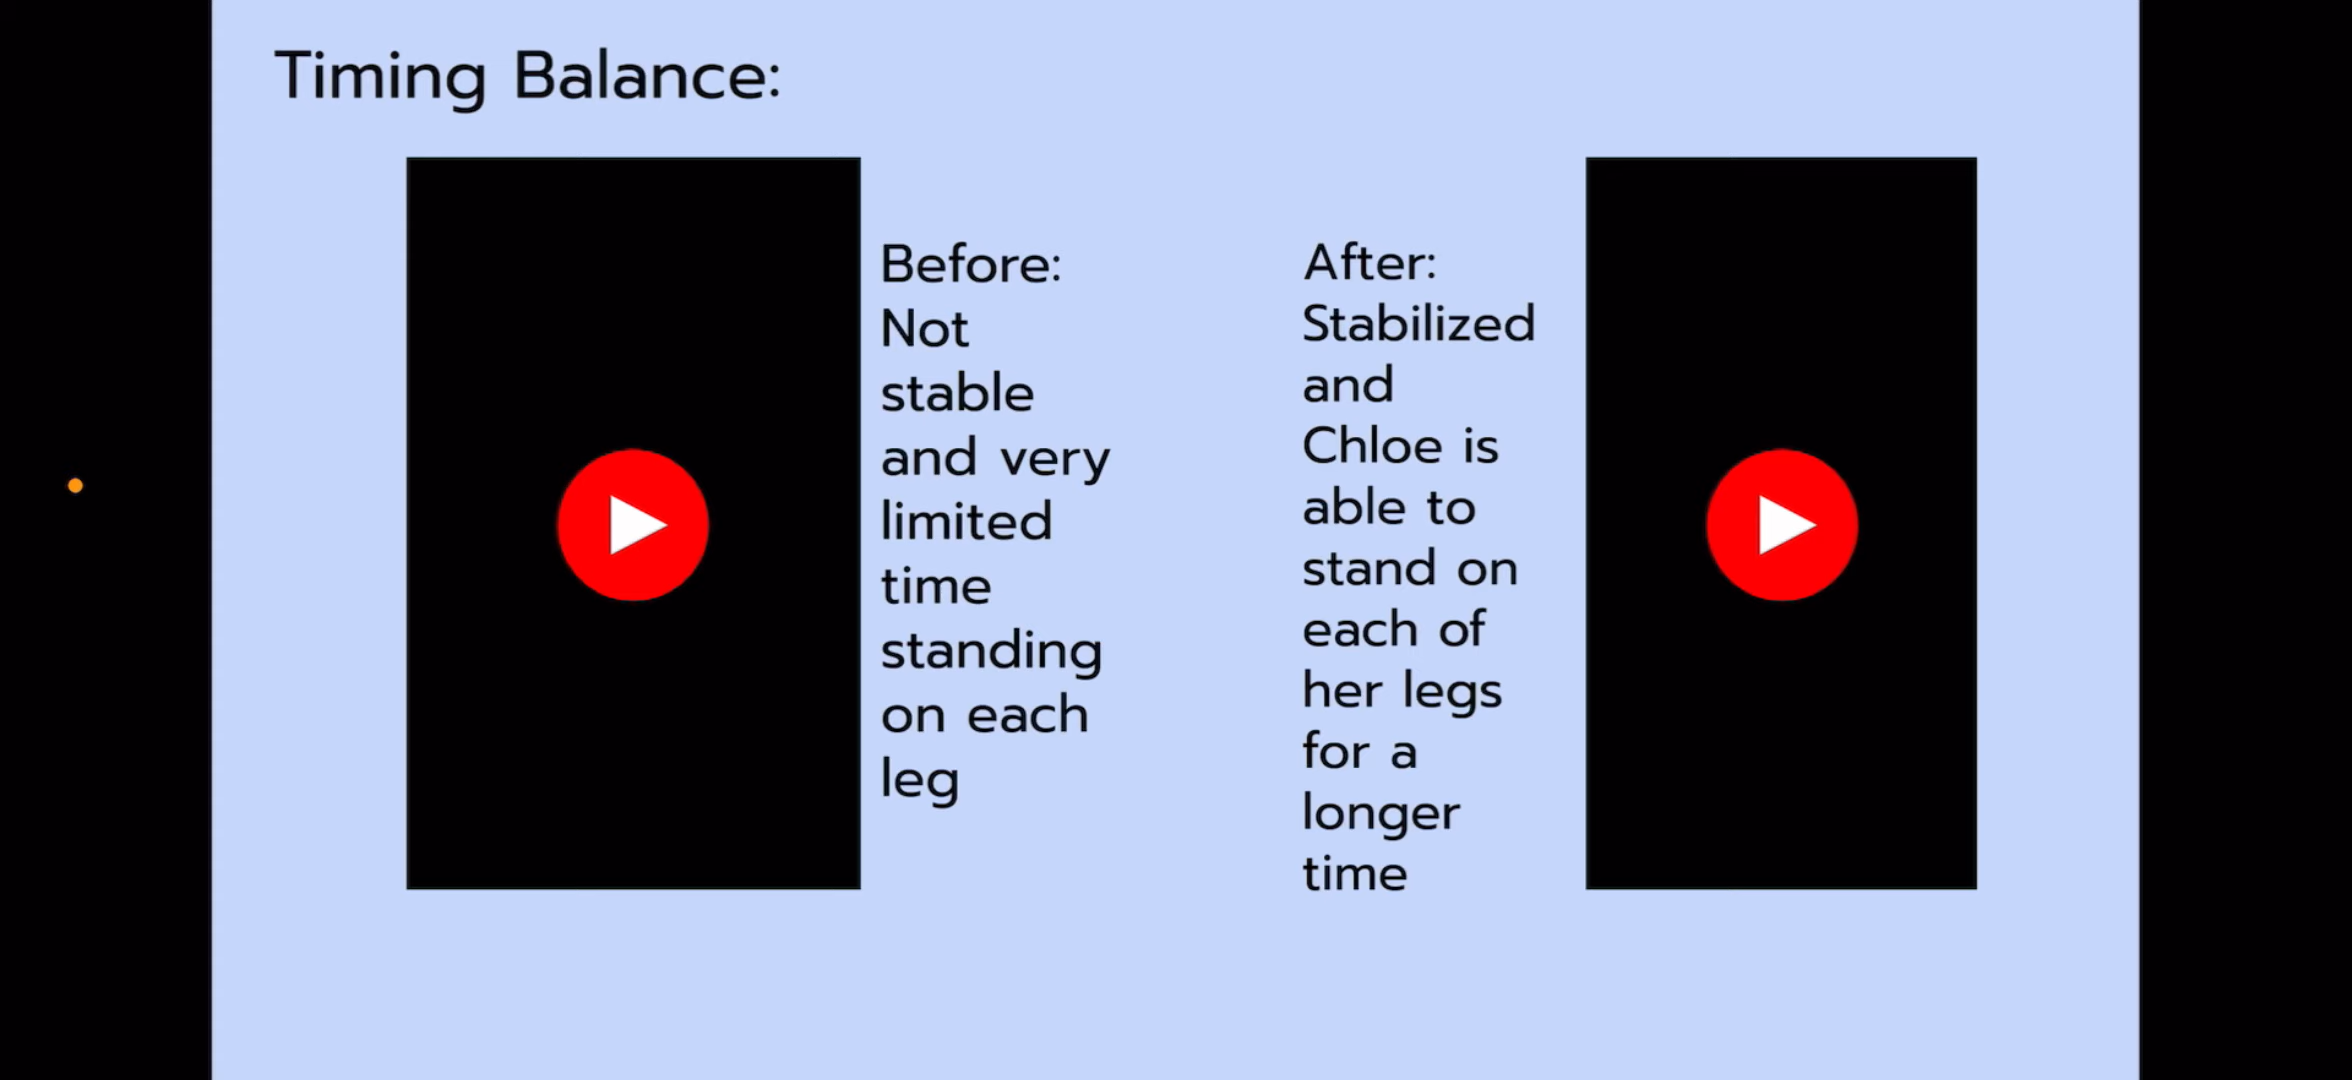 Timing Balance:
Before:
Not
stable
and very
limited
time
standing
on each
leg
After:
Stabilized
and
Chloe is
able to
stand on
each of
her legs
for a
longer
time